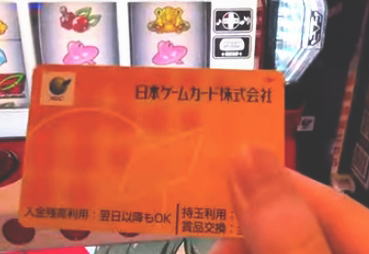 日本ゲームカード株式会社
入金残高利用：翌日以降もOK
持玉利用：
賞品交換：